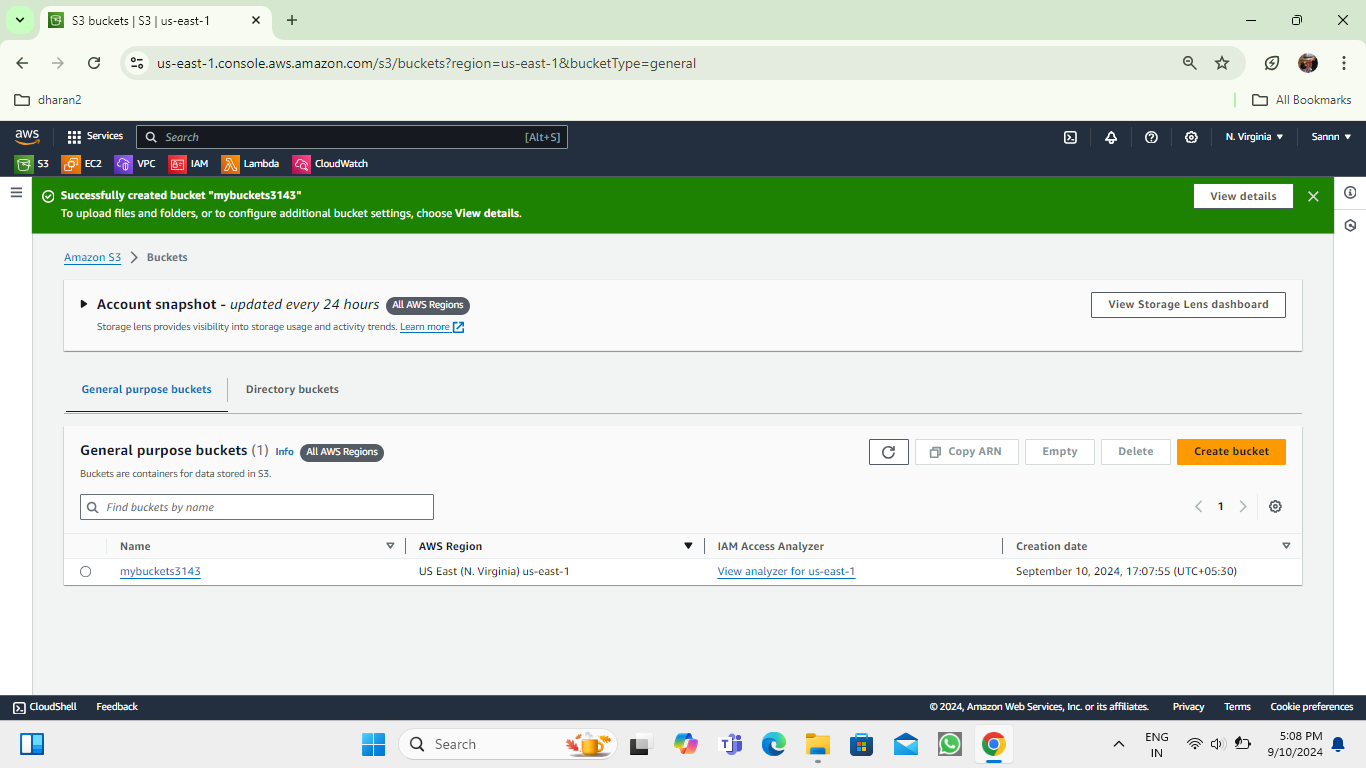 S3 buckets | S3 | us-east-1
us-east-1.console.aws.amazon.com/s3/buckets?region=us-east-1&bucketType=general
dharan2
All Bookmarks
aws
Services
Search
[Alt+S]
N. Virginia
Sannn
S3
EC2
VPC
IAM
Lambda
CloudWatch
Successfully created bucket "mybuckets3143"
To upload files and folders, or to configure additional bucket settings, choose View details.
View details
Amazon S3
Buckets
Account snapshot - updated every 24 hours
All AWS Regions
Storage lens provides visibility into storage usage and activity trends. Learn more
View Storage Lens dashboard
General purpose buckets
Directory buckets
General purpose buckets (1)
Info
All AWS Regions
Buckets are containers for data stored in S3.
Copy ARN
Empty
Delete
Create bucket
Find buckets by name
1
Name
AWS Region
IAM Access Analyzer
Creation date
mybuckets3143
US East (N. Virginia) us-east-1
View analyzer for us-east-1
September 10, 2024, 17:07:55 (UTC+05:30)
CloudShell
Feedback
© 2024, Amazon Web Services, Inc. or its affiliates.
Privacy
Terms
Cookie preferences
Search
ENG
IN
5:08 PM
9/10/2024